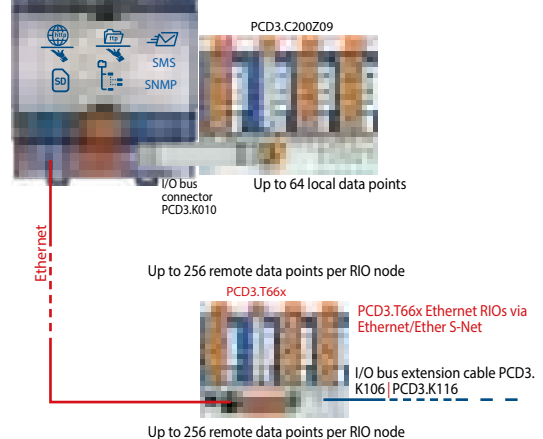 PCD3.C200Z09
http
ftp
SMS
SD
SNMP
I/O bus
connector
PCD3.K010
Up to 64 local data points
Ethernet
Up to 256 remote data points per RIO node
PCD3.T66x
PCD3.T66x Ethernet RIOs via
Ethernet/Ether S-Net
I/O bus extension cable PCD3.
K106 | PCD3.K116
Up to 256 remote data points per RIO node